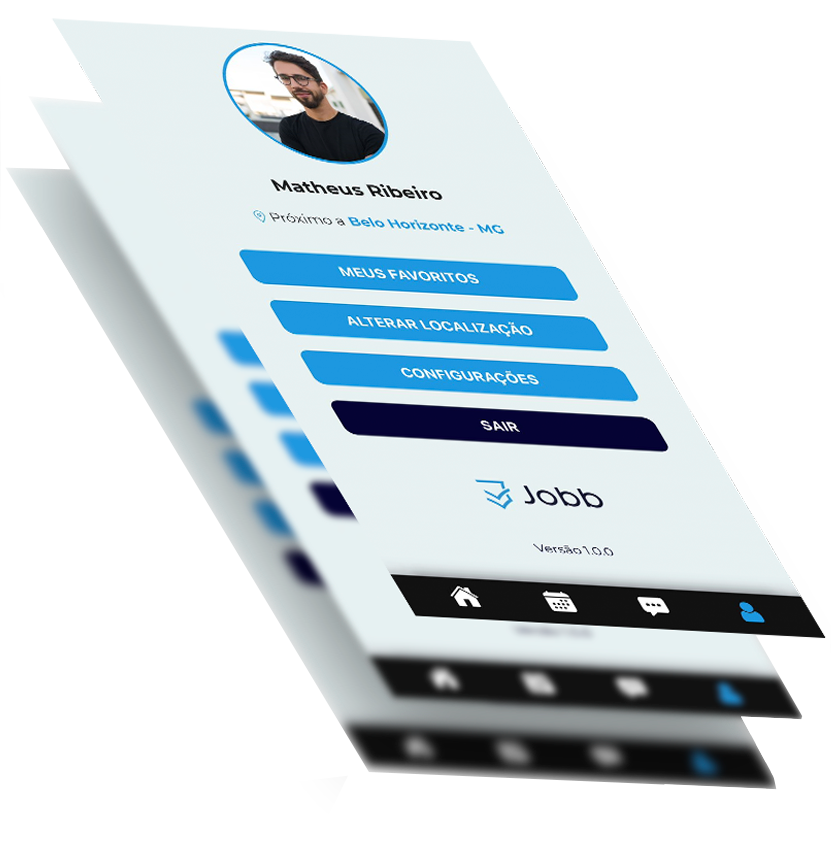 Matheus Ribeiro
Próximo a Belo Horizonte - MG
MEUS FAVORITOS
ALTERAR LOCALIZAÇÃO
CONFIGURAÇÕES
SAIR
Jobb
Versão 1.0.0